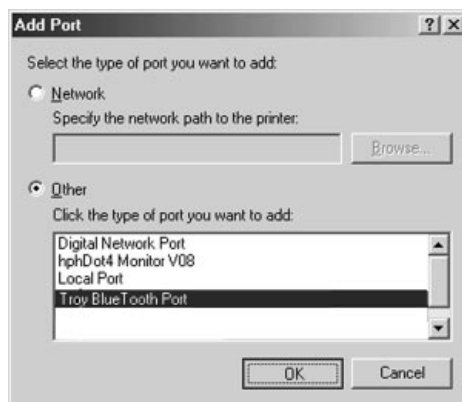 Add Port
Select the type of port you want to add:
Network
Specify the network path to the printer:
Browse...
Other
Click the type of port you want to add:
Digital Network Port
hphDot4 Monitor V08
Local Port
Troy BlueTooth Port
OK
Cancel